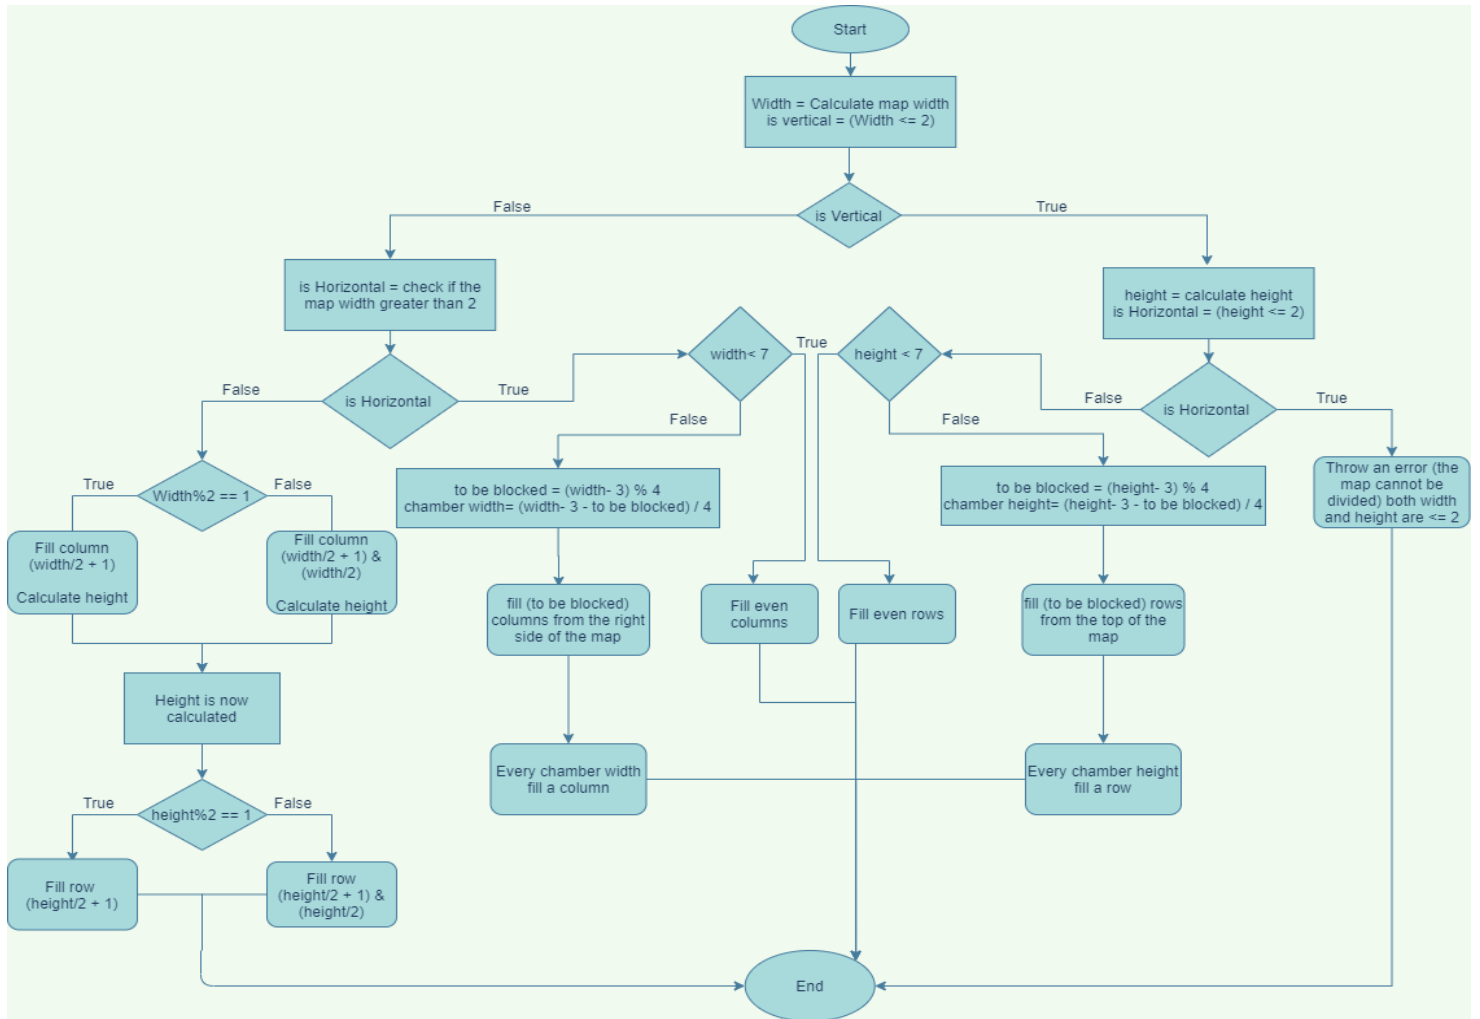 Start
Width = Calculate map width
is vertical = (Width <= 2)
is Vertical
False
True
is Horizontal = check if the
map width greater than 2
height = calculate height
is Horizontal = (height <= 2)
width< 7
True
height < 7
is Horizontal
False
True
is Horizontal
False
True
False
False
Width%2 == 1
True
False
to be blocked = (width- 3) % 4
chamber width= (width- 3 - to be blocked) / 4
to be blocked = (height- 3) % 4
chamber height= (height- 3 - to be blocked) / 4
Throw an error (the
map cannot be
divided) both width
and height are <= 2
Fill column
(width/2 + 1)
Calculate height
Fill column
(width/2 + 1) &
(width/2)
Calculate height
fill (to be blocked)
columns from the right
side of the map
Fill even
columns
Fill even rows
fill (to be blocked) rows
from the top of the
map
Height is now
calculated
Every chamber width
fill a column
Every chamber height
fill a row
height%2 == 1
True
False
Fill row
(height/2 + 1)
Fill row
(height/2 + 1) &
(height/2)
End